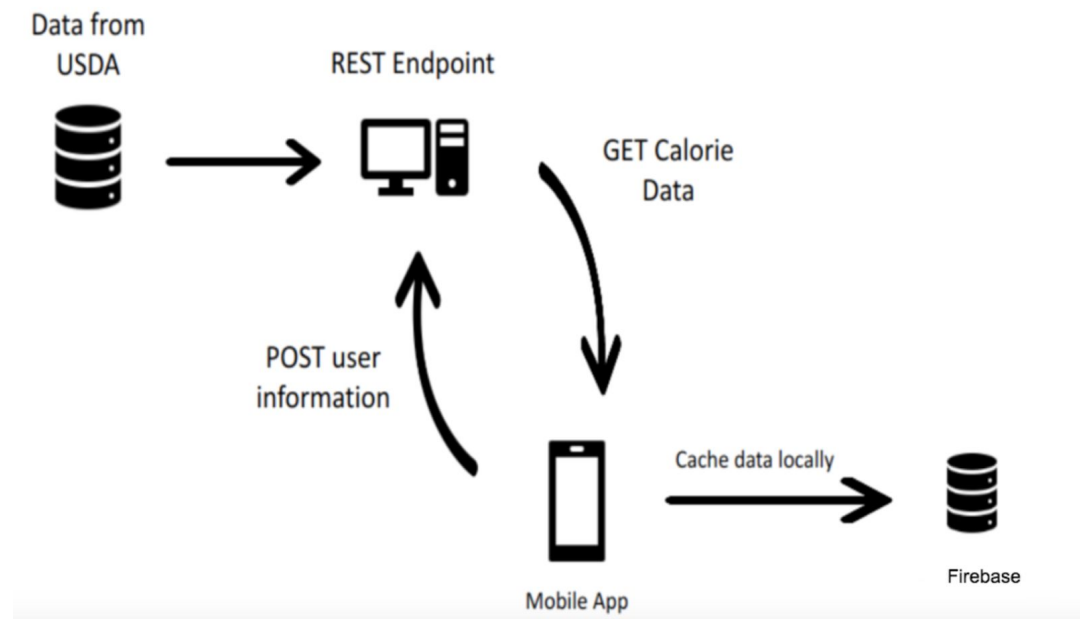 Data from
USDA
REST Endpoint
GET Calorie
Data
POST user
information
Cache data locally
Firebase
Mobile App